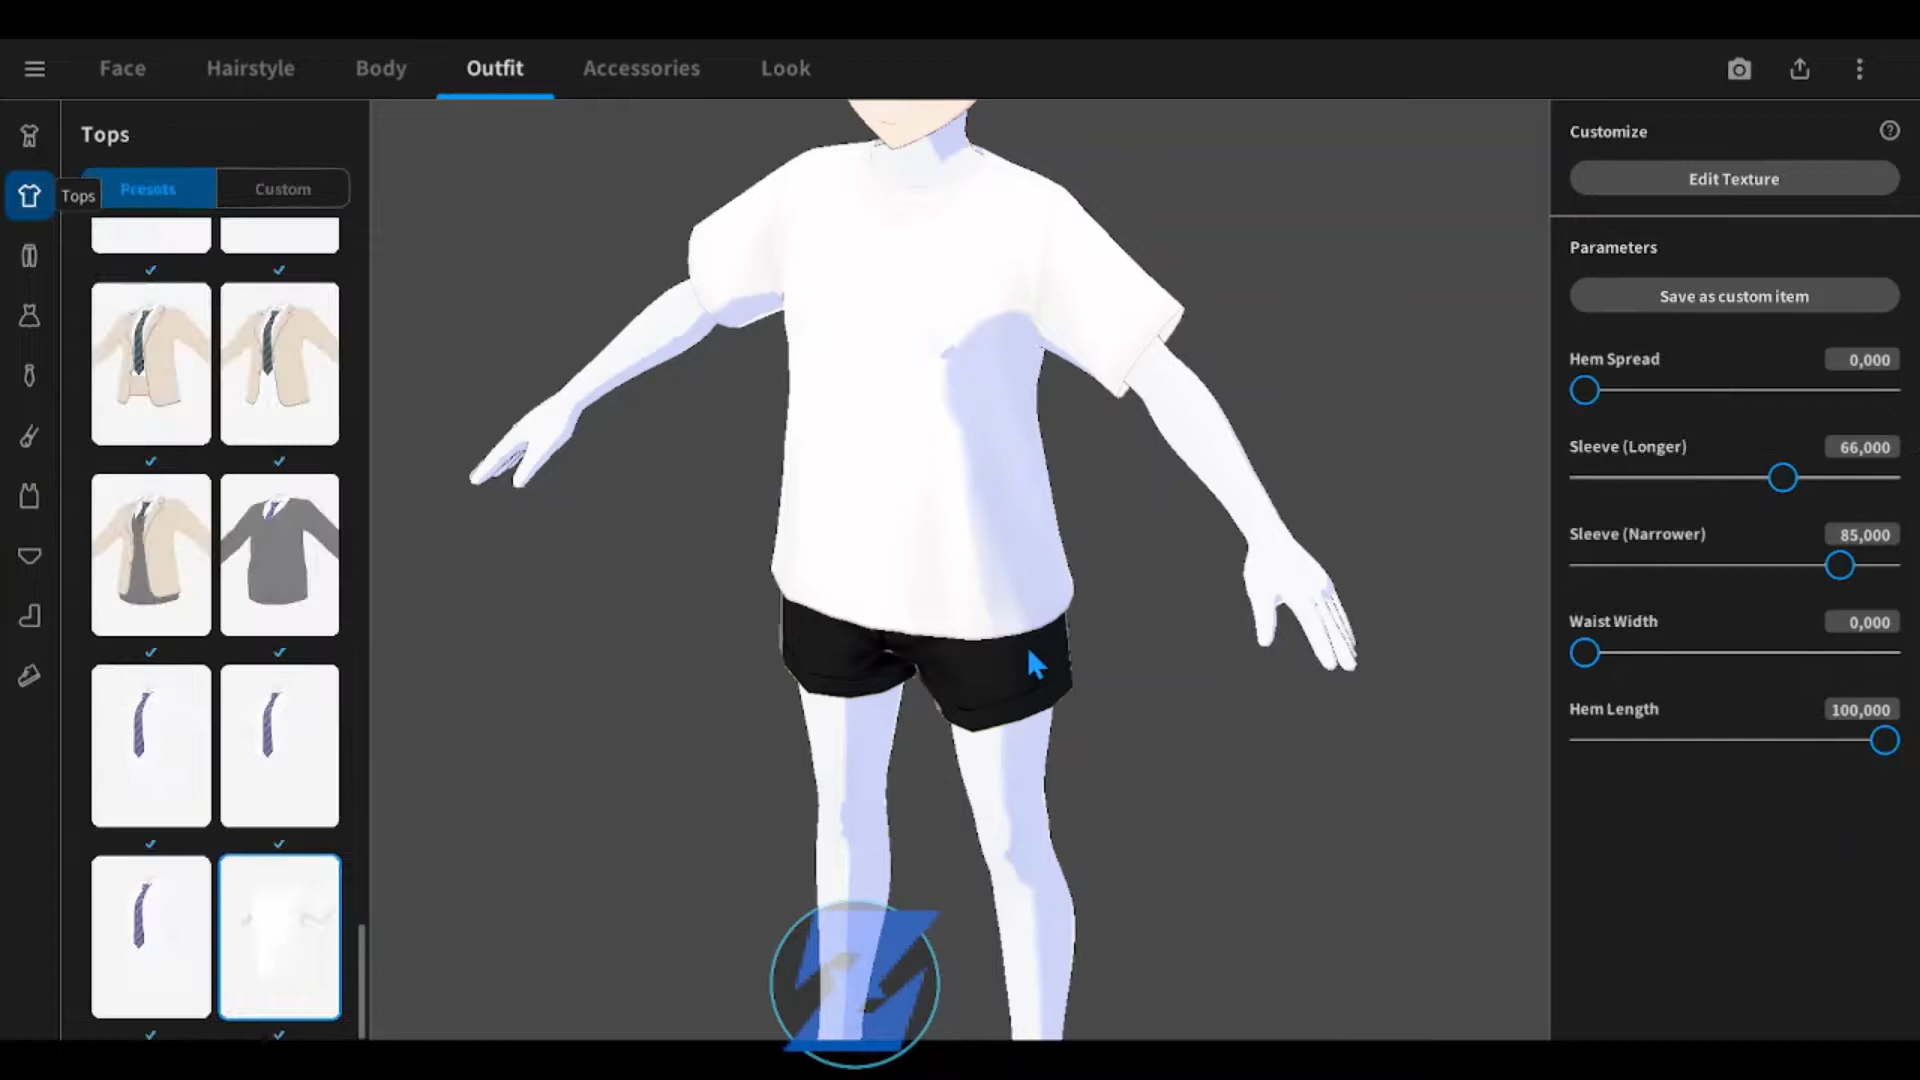 Face Hairstyle Body Outfit Accessories Look
Tops
Presets Custom
Tops
Customize
Edit Texture
Parameters
Save as custom item
Hem Spread 0,000
Sleeve (Longer) 66,000
Sleeve (Narrower) 85,000
Waist Width 0,000
Hem Length 100,000